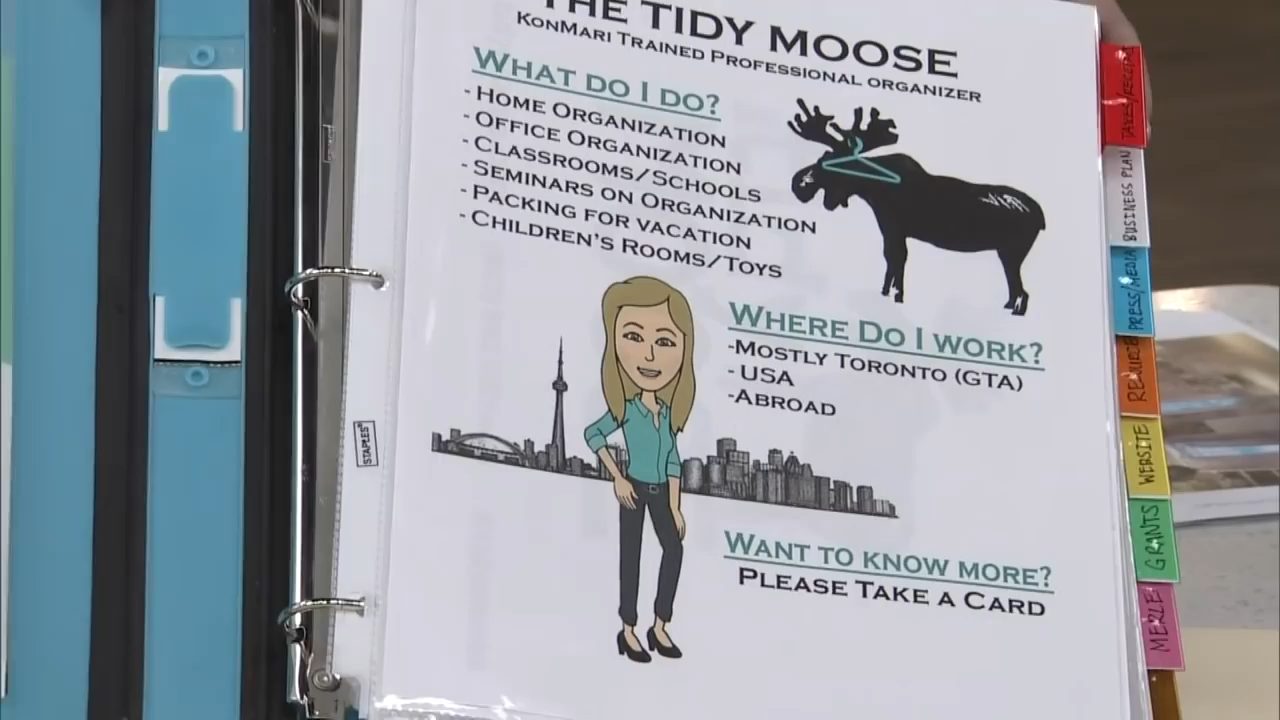 THE TIDY MOOSE
KONMARI TRAINED PROFESSIONAL ORGANIZER
WHAT DO I DO?
- HOME ORGANIZATION
- OFFICE ORGANIZATION
- CLASSROOMS/SCHOOLS
- SEMINARS ON ORGANIZATION
- PACKING FOR VACATION
- CHILDREN'S ROOMS/TOYS
WHERE DO I WORK?
-MOSTLY TORONTO (GTA)
- USA
-ABROAD
WANT TO KNOW MORE?
PLEASE TAKE A CARD
STAPLES
BUSINESS PLAN
PRESS/MEDIA
WEBSITE
GRANTS
MERLE